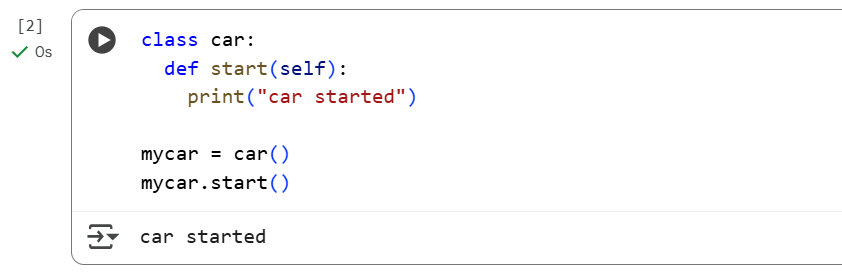 [2]
0s
class car:
  def start(self):
    print("car started")
mycar = car()
mycar.start()
car started